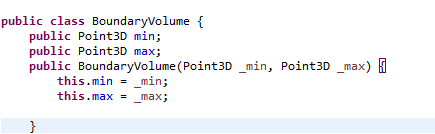 public class BoundaryVolume {
public Point3D min;
public Point3D max;
public BoundaryVolume(Point3D _min, Point3D _max) {
this.min = _min;
this.max = _max;
}